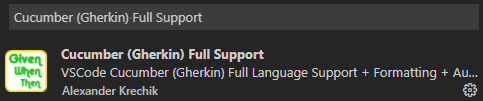 Cucumber (Gherkin) Full Support
Given
When
Then
Cucumber (Gherkin) Full Support
VSCode Cucumber (Gherkin) Full Language Support + Formatting + Au...
Alexander Krechik